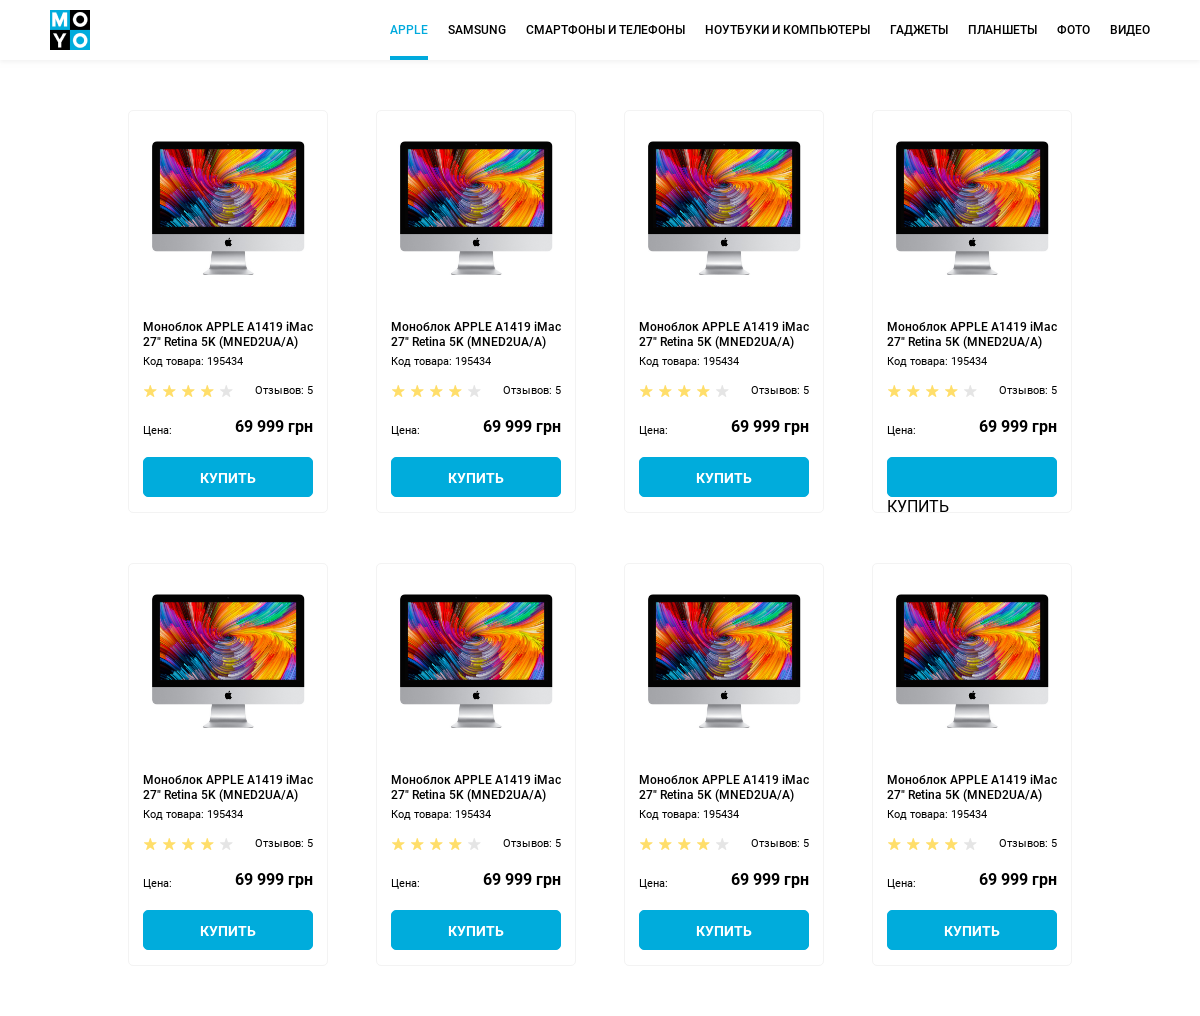 MO
YO
APPLE SAMSUNG СМАРТФОНЫ И ТЕЛЕФОНЫ НОУТБУКИ И КОМПЬЮТЕРЫ ГАДЖЕТЫ ПЛАНШЕТЫ ФОТО ВИДЕО
Моноблок APPLE A1419 iMac
27" Retina 5K (MNED2UA/A)
Код товара: 195434
Отзывов: 5
Цена: 69 999 грн
КУПИТЬ
Моноблок APPLE A1419 iMac
27" Retina 5K (MNED2UA/A)
Код товара: 195434
Отзывов: 5
Цена: 69 999 грн
КУПИТЬ
Моноблок APPLE A1419 iMac
27" Retina 5K (MNED2UA/A)
Код товара: 195434
Отзывов: 5
Цена: 69 999 грн
КУПИТЬ
Моноблок APPLE A1419 iMac
27" Retina 5K (MNED2UA/A)
Код товара: 195434
Отзывов: 5
Цена: 69 999 грн
КУПИТЬ
Моноблок APPLE A1419 iMac
27" Retina 5K (MNED2UA/A)
Код товара: 195434
Отзывов: 5
Цена: 69 999 грн
КУПИТЬ
Моноблок APPLE A1419 iMac
27" Retina 5K (MNED2UA/A)
Код товара: 195434
Отзывов: 5
Цена: 69 999 грн
КУПИТЬ
Моноблок APPLE A1419 iMac
27" Retina 5K (MNED2UA/A)
Код товара: 195434
Отзывов: 5
Цена: 69 999 грн
КУПИТЬ
Моноблок APPLE A1419 iMac
27" Retina 5K (MNED2UA/A)
Код товара: 195434
Отзывов: 5
Цена: 69 999 грн
КУПИТЬ